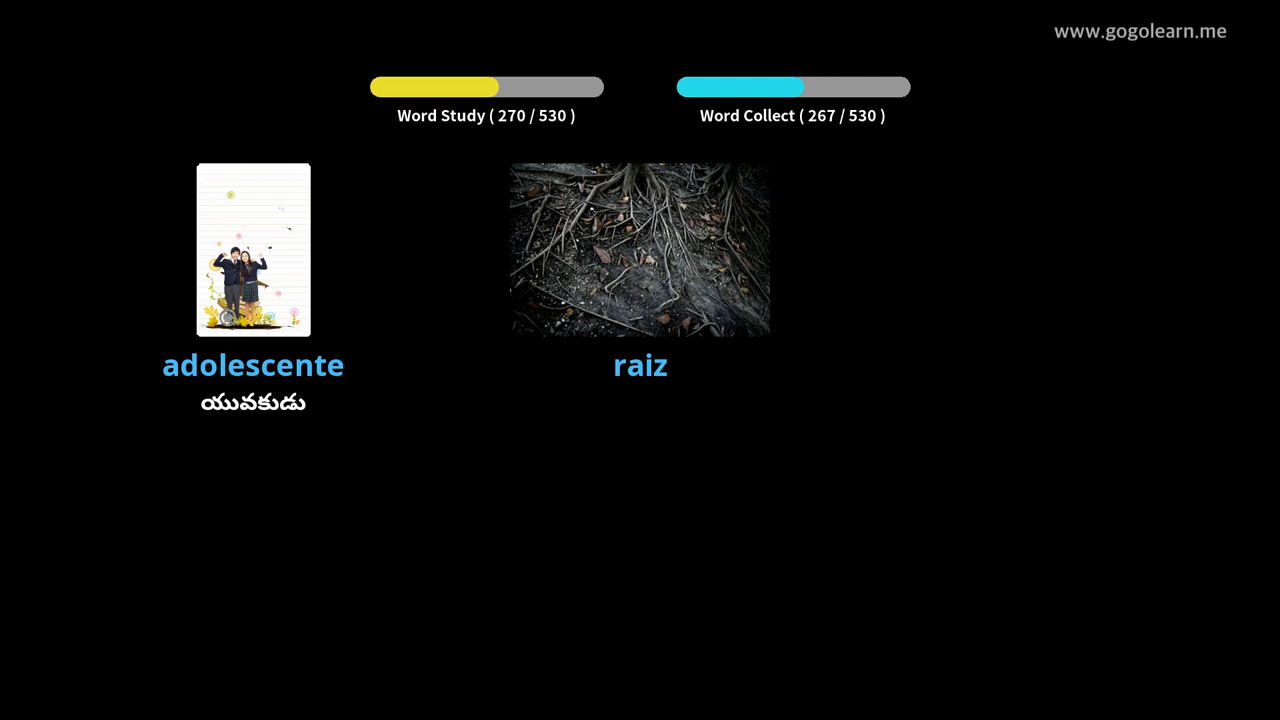 www.gogolearn.me
Word Study ( 270 / 530 )
Word Collect ( 267 / 530 )
adolescente
యువకుడు
raiz